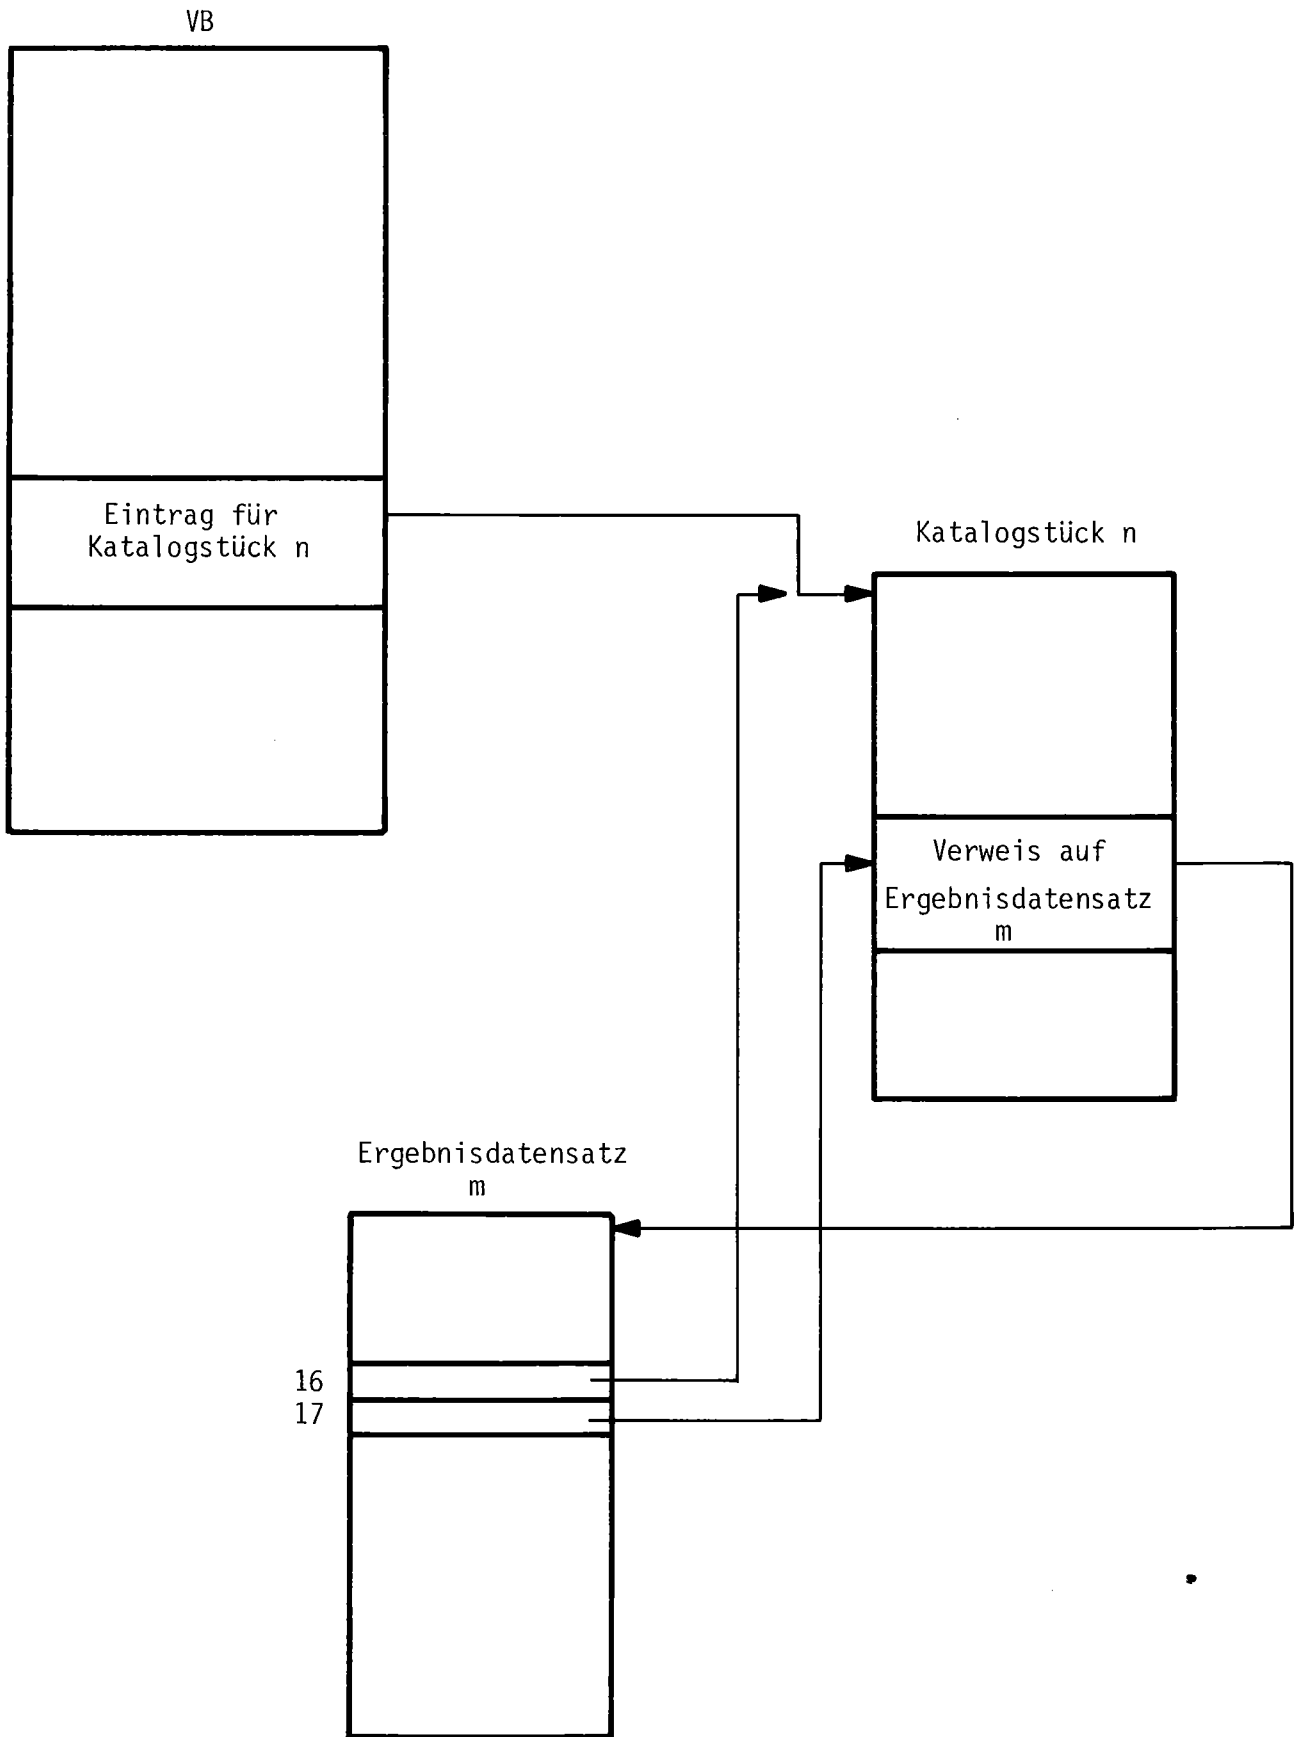 VB
Eintrag für
Katalogstück n
Katalogstück n
Verweis auf
Ergebnisdatensatz
m
Ergebnisdatensatz
m
16
17